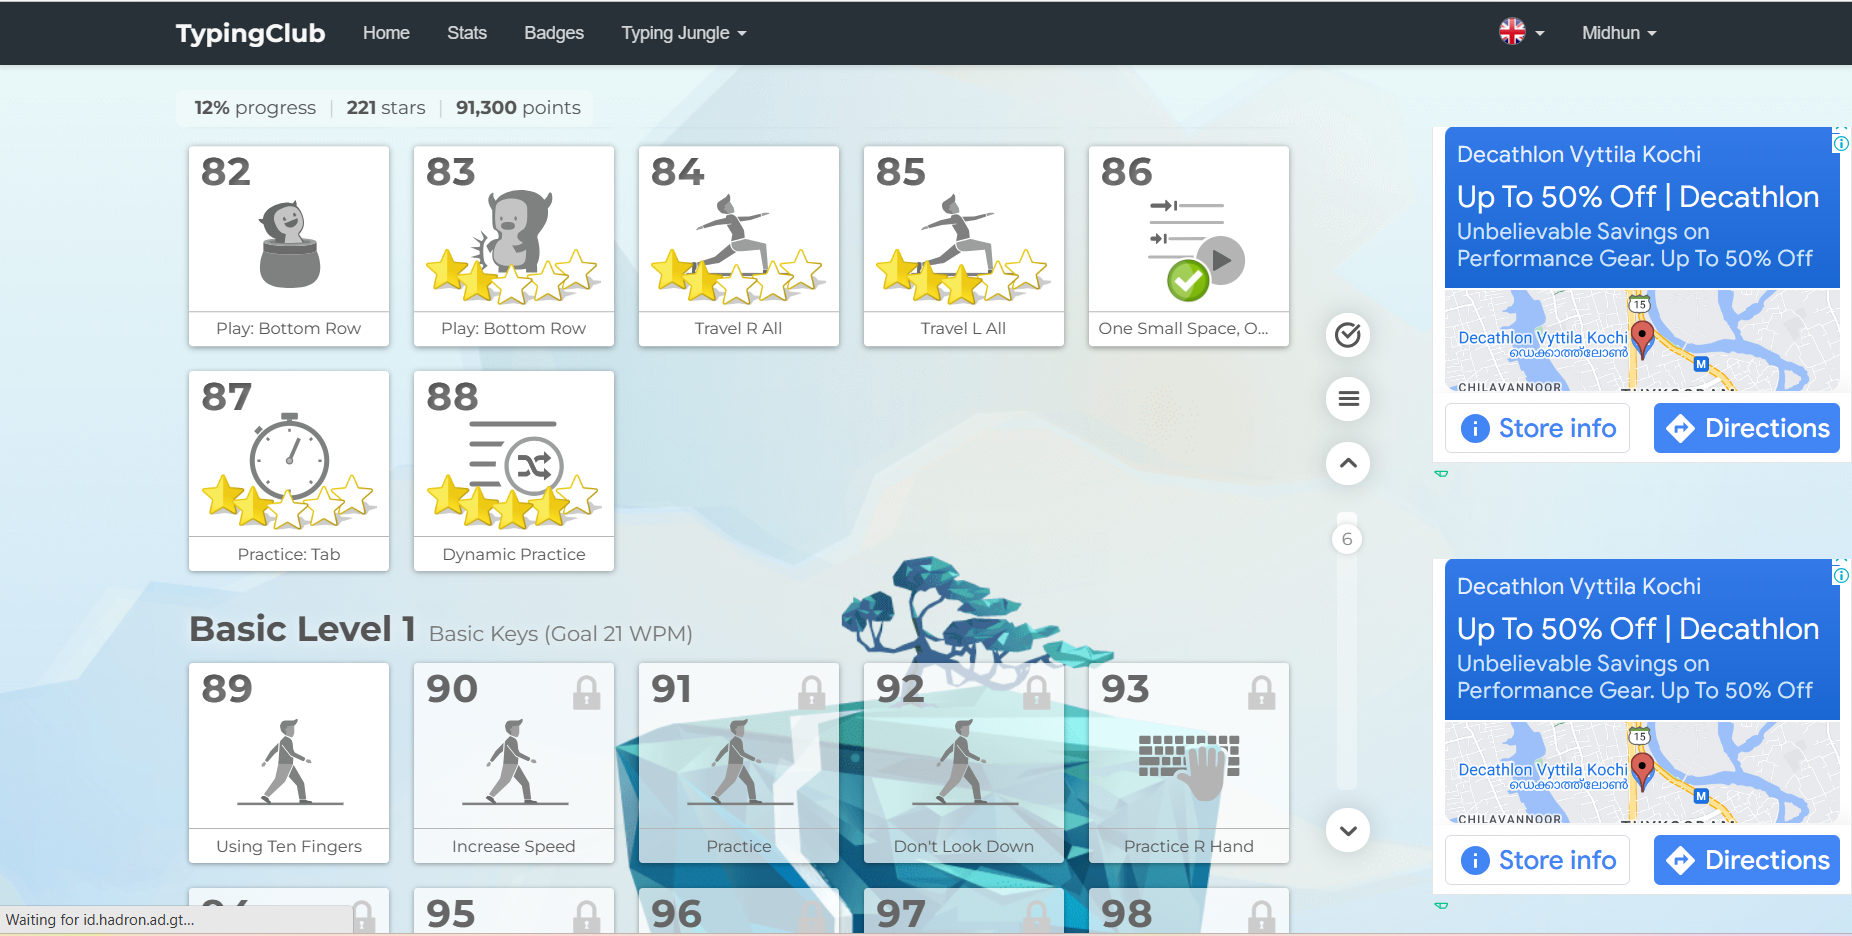 TypingClub Home Stats Badges Typing Jungle Midhun
12% progress | 221 stars | 91,300 points
82 83 84 85 86
Play: Bottom Row Play: Bottom Row Travel R All Travel L All One Small Space, O...
87 88
Practice: Tab Dynamic Practice
6
Basic Level 1 Basic Keys (Goal 21 WPM)
89 90 91 92 93
Using Ten Fingers Increase Speed Practice Don't Look Down Practice R Hand
95 96 97 98
Waiting for id.hadron.ad.gt...
Decathlon Vyttila Kochi
Up To 50% Off | Decathlon
Unbelievable Savings on
Performance Gear. Up To 50% Off
15
Decathlon Vyttila Kochi
ഡെക്കാത്ത്ലോൺ
M
CHILAVANNOOR
Store info Directions
Decathlon Vyttila Kochi
Up To 50% Off | Decathlon
Unbelievable Savings on
Performance Gear. Up To 50% Off
15
Decathlon Vyttila Kochi
ഡെക്കാത്ത്ലോൺ
M
CHILAVANNOOR
Store info Directions